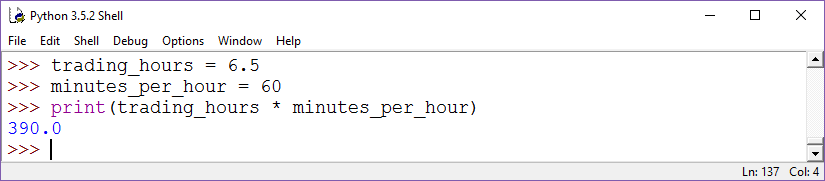 Python 3.5.2 Shell
File Edit Shell Debug Options Window Help
>>> trading_hours = 6.5
>>> minutes_per_hour = 60
>>> print(trading_hours * minutes_per_hour)
390.0
>>>
Ln: 137 Col: 4